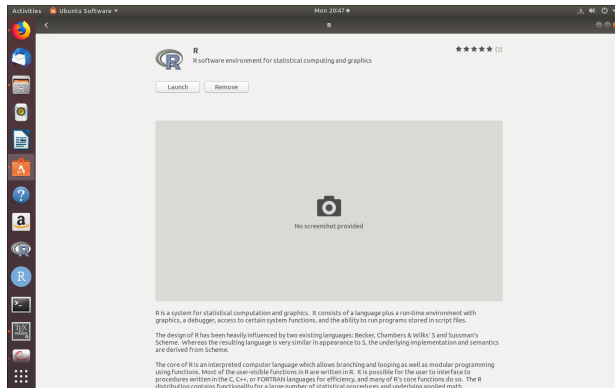 Activities Ubuntu Software Mon 20:47
R
R
R software environment for statistical computing and graphics
(2)
Launch Remove
No screenshot provided
R is a system for statistical computation and graphics. It consists of a language plus a run-time environment with
graphics, a debugger, access to certain system functions, and the ability to run programs stored in script files.
The design of R has been heavily influenced by two existing languages: Becker, Chambers & Wilks' S and Sussman's
Scheme. Whereas the resulting language is very similar in appearance to S, the underlying implementation and semantics
are derived from Scheme.
The core of R is an interpreted computer language which allows branching and looping as well as modular programming
using functions. Most of the user-visible functions in R are written in R. It is possible for the user to interface to
procedures written in the C, C++, or FORTRAN languages for efficiency, and many of R's core functions do so. The R
distribution contains functionality for a large number of statistical procedures and underlying applied math